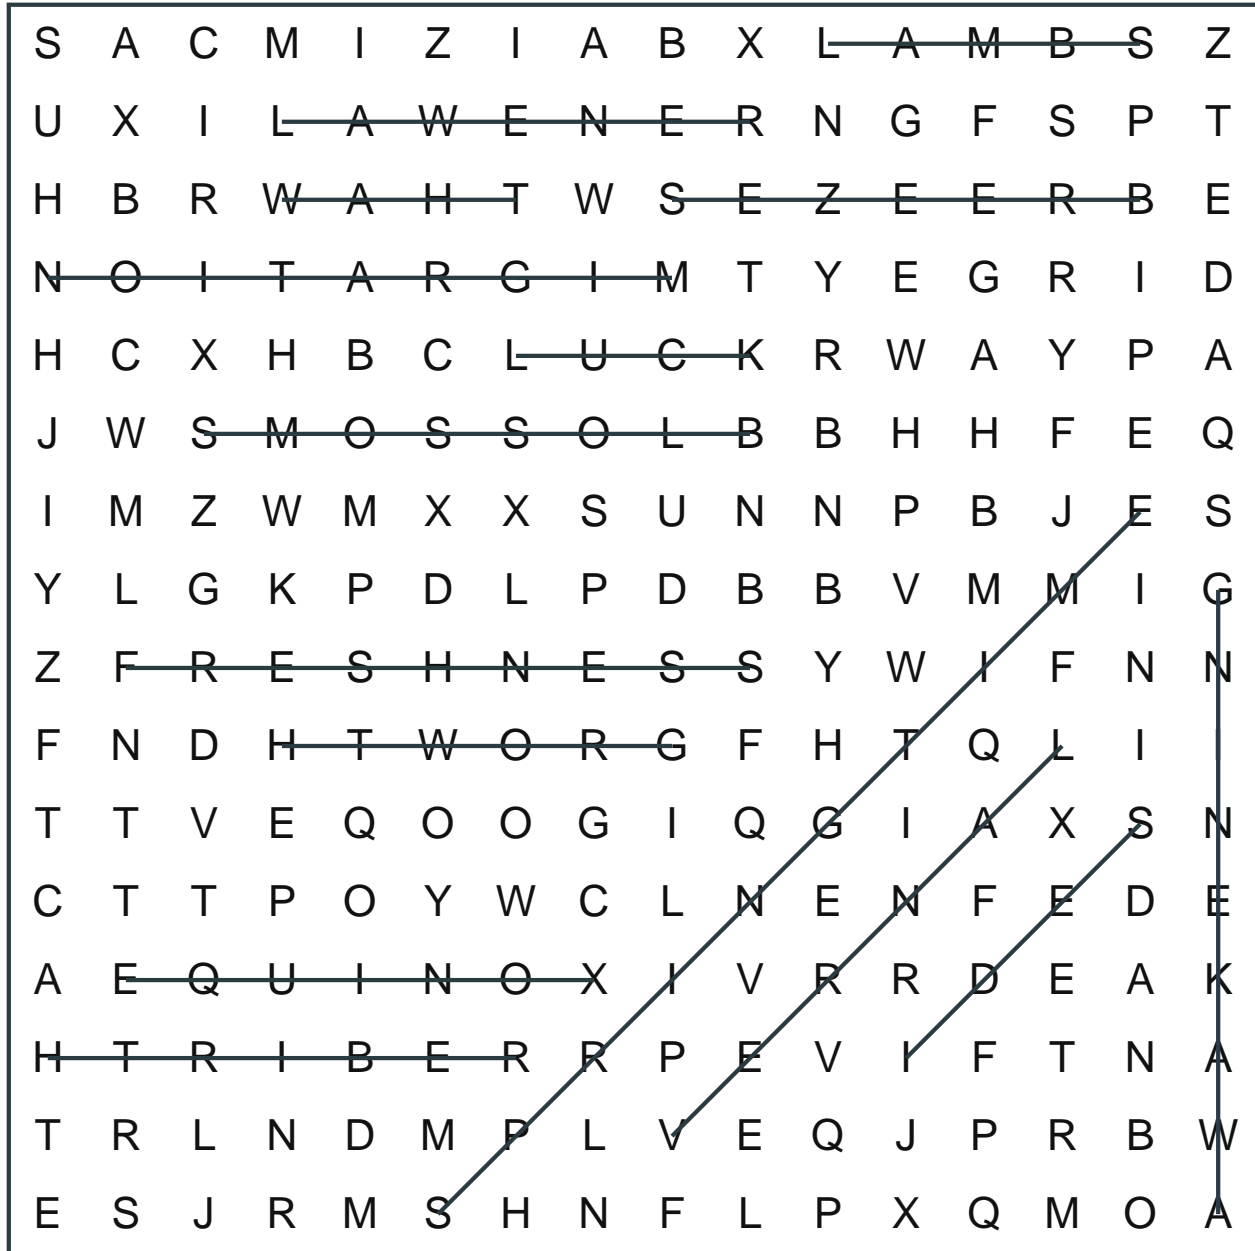 S A C M I Z I A B X L A M B S Z
U X I L A W E N E R N G F S P T
H B R W A H T W S E Z E E R B E
N O I T A R G I M T Y E G R I D
H C X H B C L U C K R W A Y P A
J W S M O S S O L B B H H F E Q
I M Z W M X X S U N N P B J E S
Y L G K P D L P D B B V M M I G
Z F R E S H N E S S Y W I F N N
F N D H T W O R G F H T Q L I I
T T V E Q O O G I Q G I A X S N
C T T P O Y W C L N E N F E D E
A E Q U I N O X I V R R D E A K
H T R I B E R R P E V I F T N A
T R L N D M P L V E Q J P R B W
E S J R M S H N F L P X Q M O A